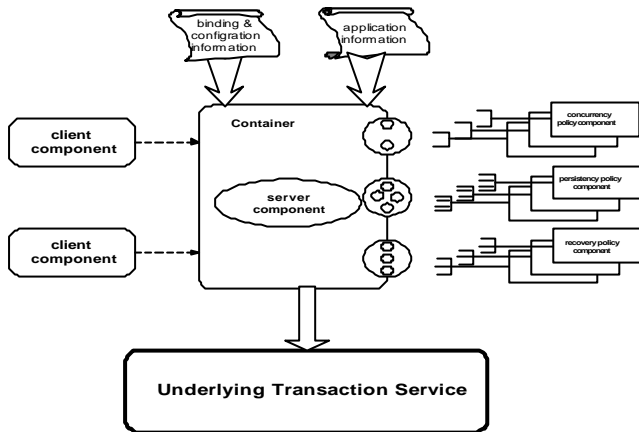 binding &
configration
information
application
information
client
component
Container
concurrency
policy component
server
component
persistency policy
component
client
component
recovery policy
component
Underlying Transaction Service